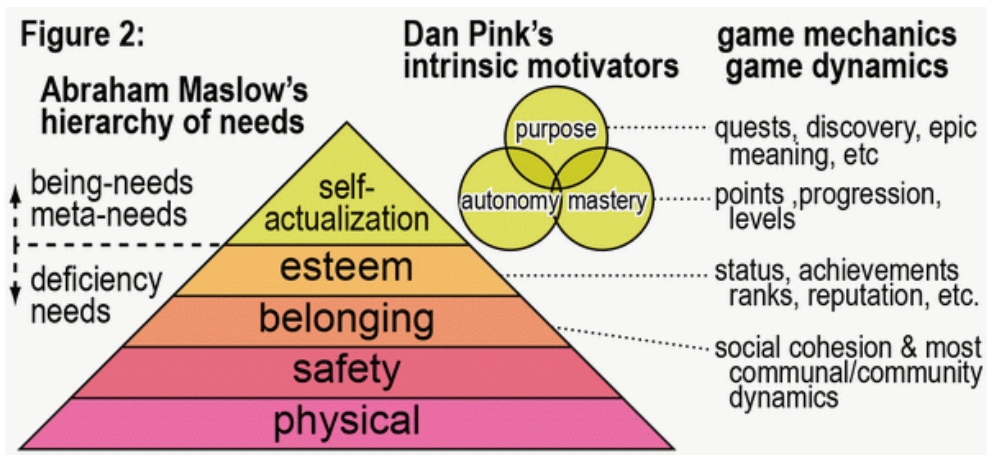 Figure 2:
Abraham Maslow's
hierarchy of needs
Dan Pink's
intrinsic motivators
game mechanics
game dynamics
being-needs
meta-needs
deficiency
needs
self-
actualization
esteem
belonging
safety
physical
purpose
autonomy
mastery
quests, discovery, epic
meaning, etc
points ,progression,
levels
status, achievements
ranks, reputation, etc.
social cohesion & most
communal/community
dynamics